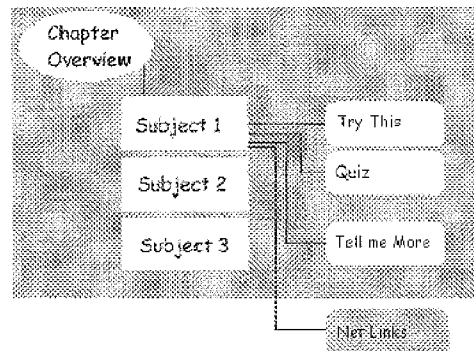 Chapter
Overview
Subject 1
Subject 2
Subject 3
Try This
Quiz
Tell me More
Net Links